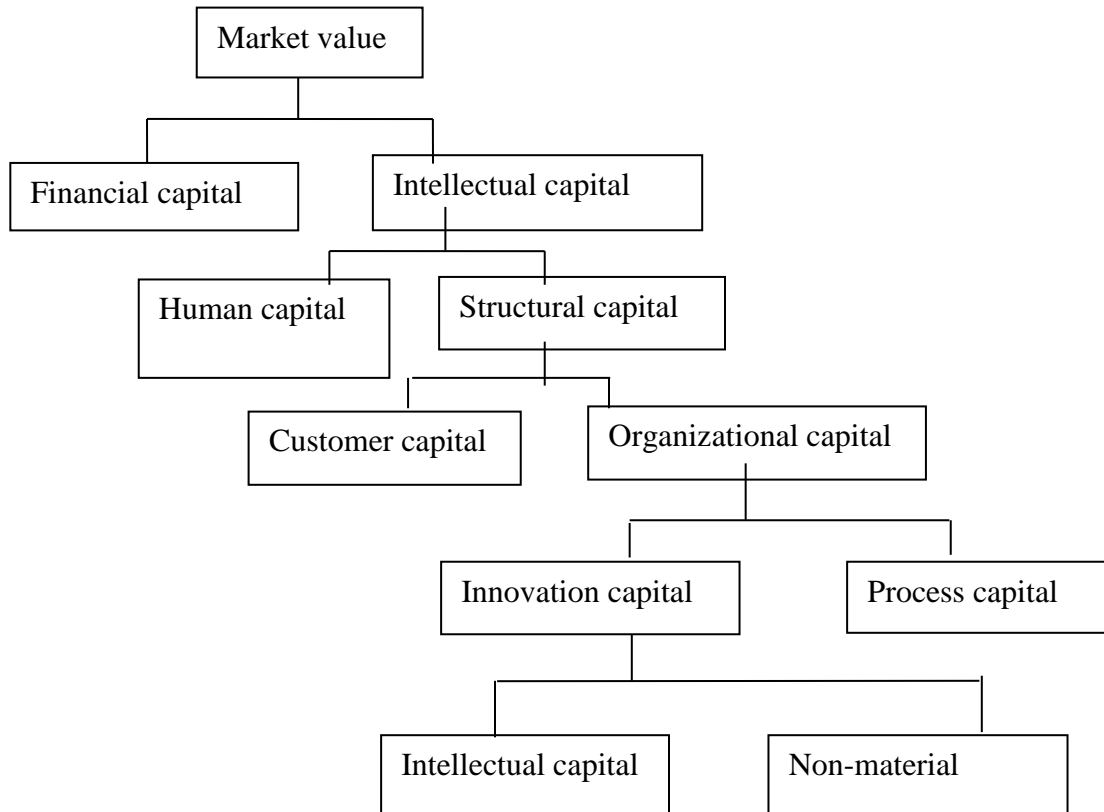 Market value
Financial capital
Intellectual capital
Human capital
Structural capital
Customer capital
Organizational capital
Innovation capital
Process capital
Intellectual capital
Non-material